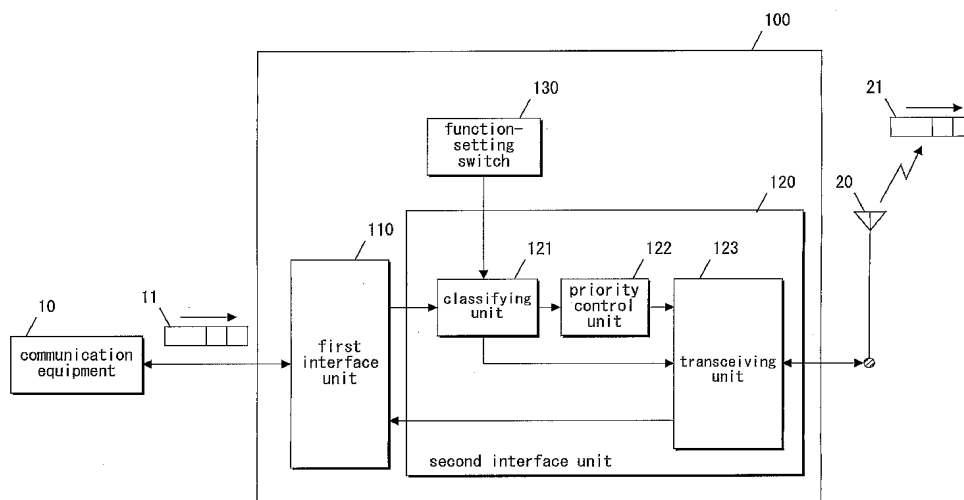 100
130
21
function-
setting
switch
20
120
110
121
122
123
10
11
classifying
unit
priority
control
unit
communication
equipment
first
interface
unit
transceiving
unit
second interface unit